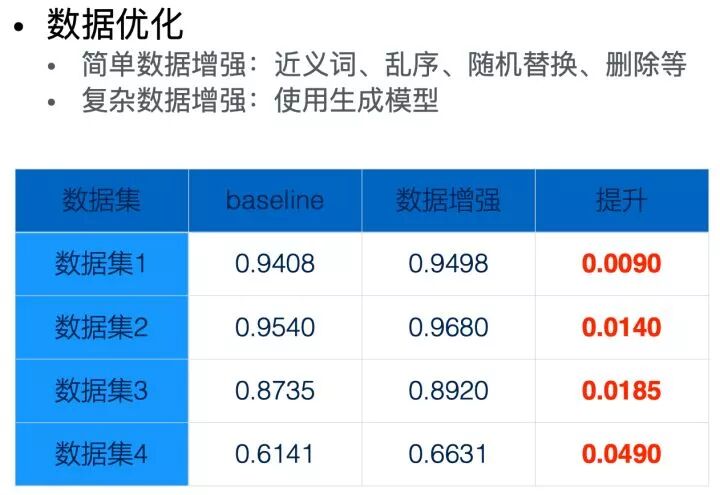 • 数据优化
• 简单数据增强：近义词、乱序、随机替换、删除等
• 复杂数据增强：使用生成模型
数据集 baseline 数据增强 提升
数据集1 0.9408 0.9498 0.0090
数据集2 0.9540 0.9680 0.0140
数据集3 0.8735 0.8920 0.0185
数据集4 0.6141 0.6631 0.0490